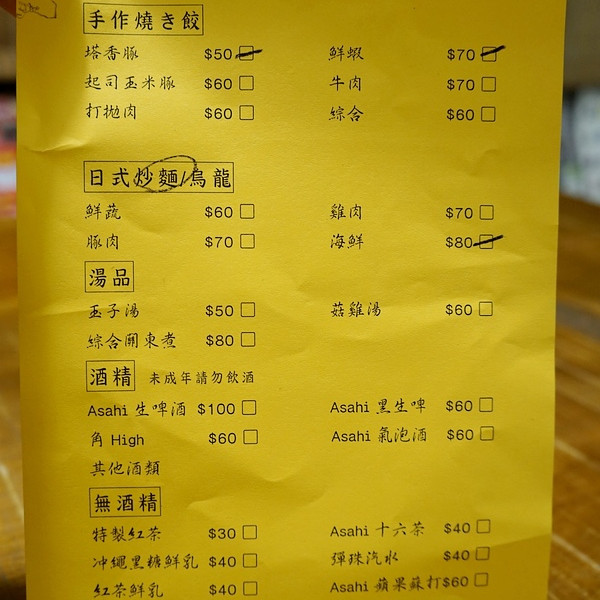 手作燒き餃
塔香豚 $50 鮮蝦 $70
起司玉米豚 $60 牛肉 $70
打拋肉 $60 綜合 $60
日式炒麵/烏龍
鮮蔬 $60 雞肉 $70
豚肉 $70 海鮮 $80
湯品
玉子湯 $50 菇雞湯 $60
綜合關東煮 $80
酒精 未成年請勿飲酒
Asahi 生啤酒 $100 Asahi 黑生啤 $60
角 High $60 Asahi 氣泡酒 $60
其他酒類
無酒精
特製紅茶 $30 Asahi 十六茶 $40
冲繩黑糖鮮乳 $40 彈珠汽水 $40
紅茶鮮乳 $40 Asahi 蘋果蘇打 $60